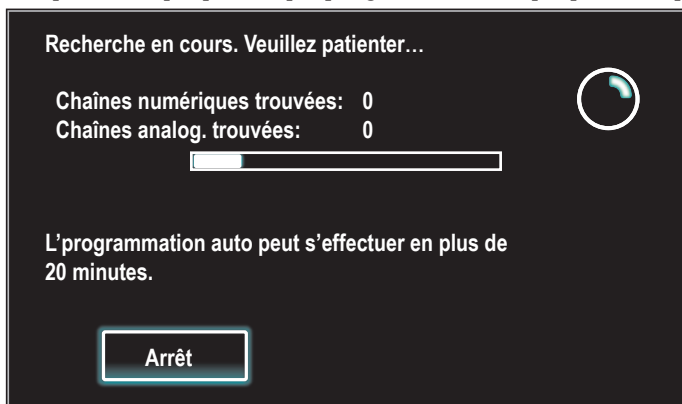 Recherche en cours. Veuillez patienter…
Chaînes numériques trouvées: 0
Chaînes analog. trouvées: 0
L’programmation auto peut s’effectuer en plus de
20 minutes.
Arrêt